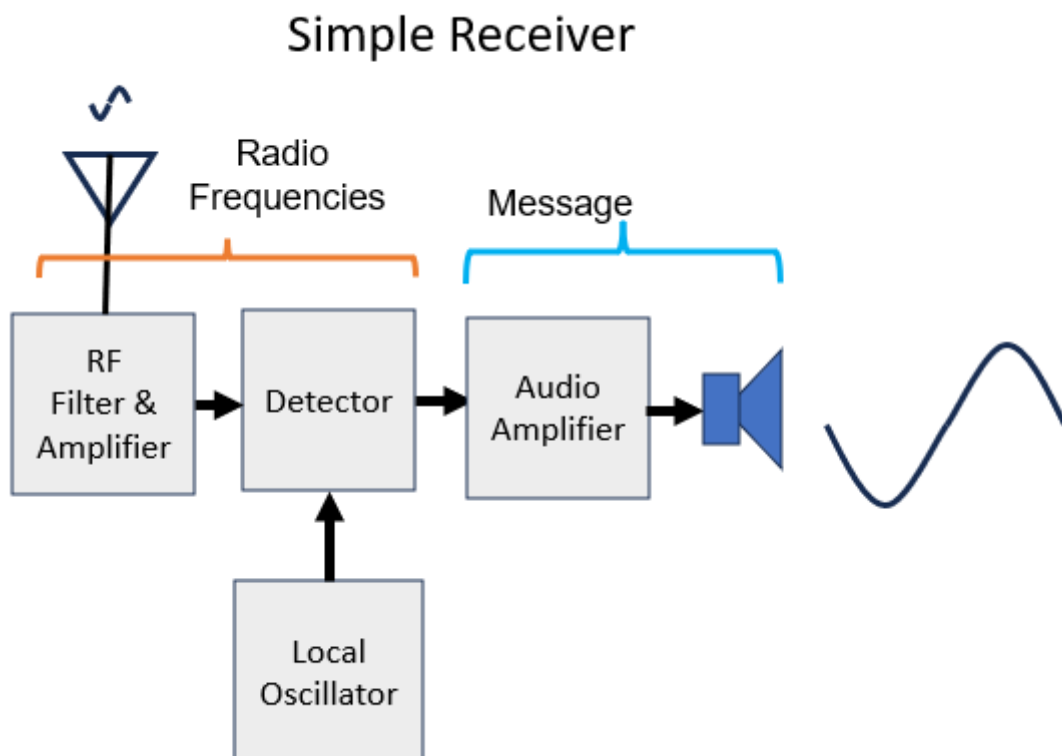 Simple Receiver
Radio
Frequencies
Message
RF
Filter &
Amplifier
Detector
Audio
Amplifier
Local
Oscillator